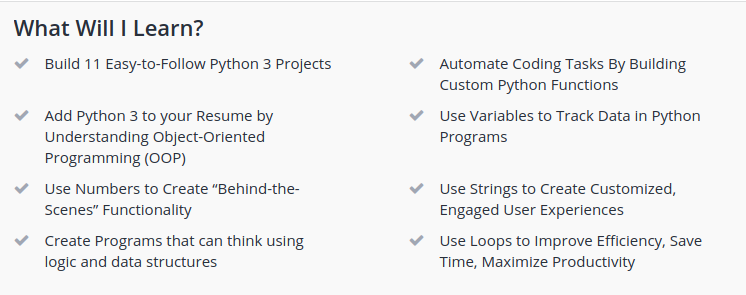 What Will I Learn?
Build 11 Easy-to-Follow Python 3 Projects
Automate Coding Tasks By Building
Custom Python Functions
Add Python 3 to your Resume by
Understanding Object-Oriented
Programming (OOP)
Use Variables to Track Data in Python
Programs
Use Numbers to Create “Behind-the-
Scenes” Functionality
Use Strings to Create Customized,
Engaged User Experiences
Create Programs that can think using
logic and data structures
Use Loops to Improve Efficiency, Save
Time, Maximize Productivity